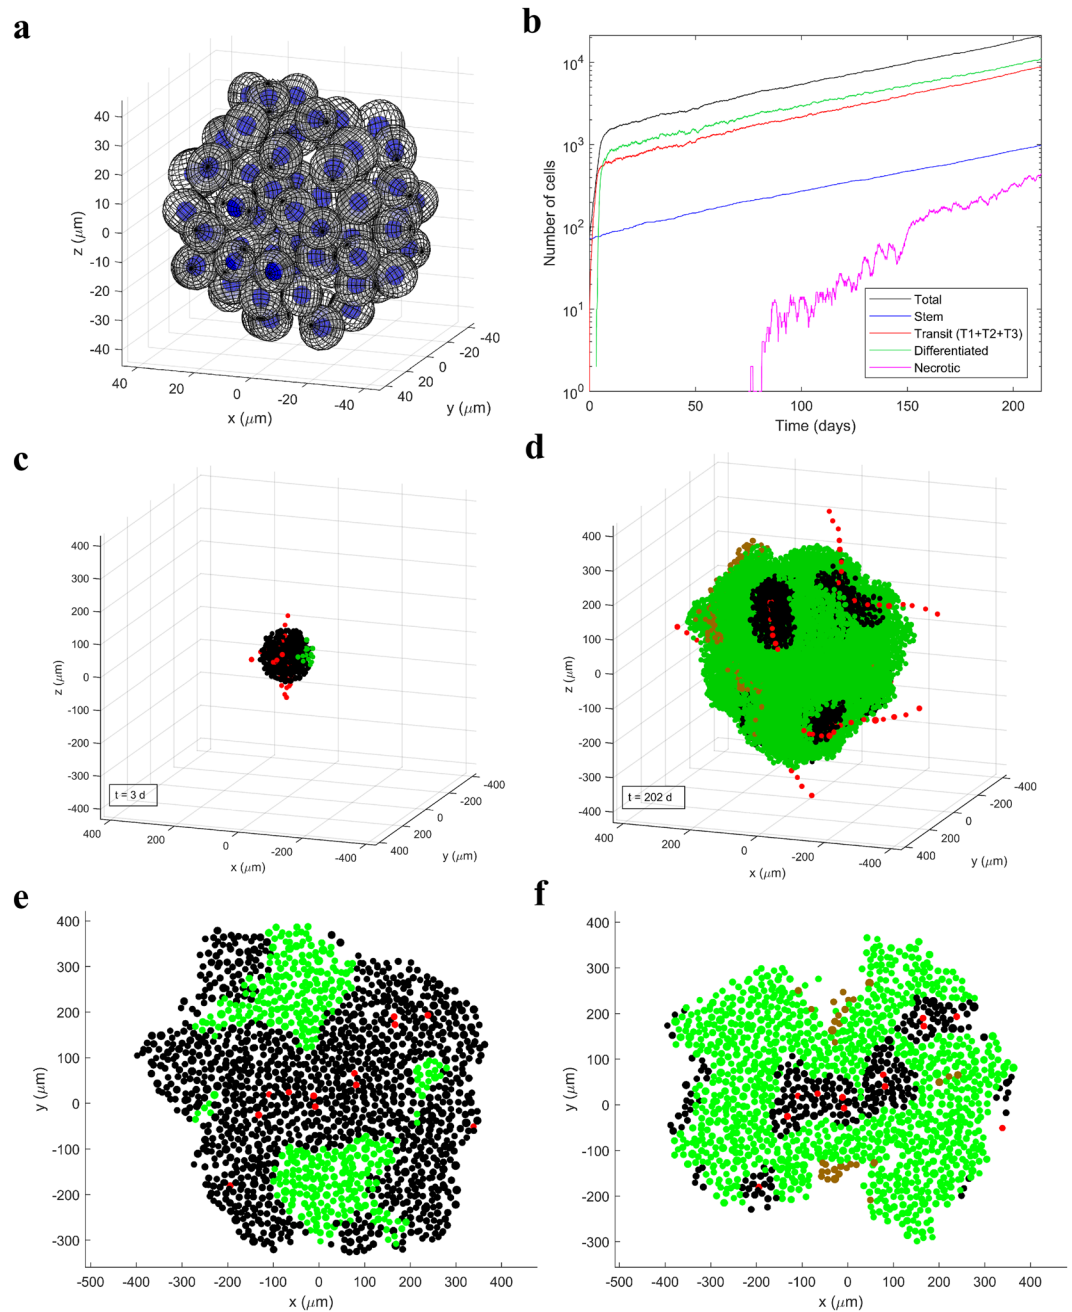 a
40
30
20
10
0
-10
-20
-30
-40
z (μm)
40
20
0
-20
-40
x (μm)
40
20
0
-20
-40
y (μm)
b
10^4
10^3
10^2
10^1
10^0
Number of cells
0
50
100
150
200
Time (days)
Total
Stem
Transit (T1+T2+T3)
Differentiated
Necrotic
c
400
300
200
100
0
-100
-200
-300
-400
z (μm)
t = 3 d
400
200
0
-200
-400
x (μm)
400
200
0
-200
-400
y (μm)
d
400
300
200
100
0
-100
-200
-300
-400
z (μm)
t = 202 d
400
200
0
-200
-400
x (μm)
400
200
0
-200
-400
y (μm)
e
400
300
200
100
0
-100
-200
-300
y (μm)
-500 -400 -300 -200 -100 0 100 200 300 400
x (μm)
f
400
300
200
100
0
-100
-200
-300
y (μm)
-500 -400 -300 -200 -100 0 100 200 300 400
x (μm)